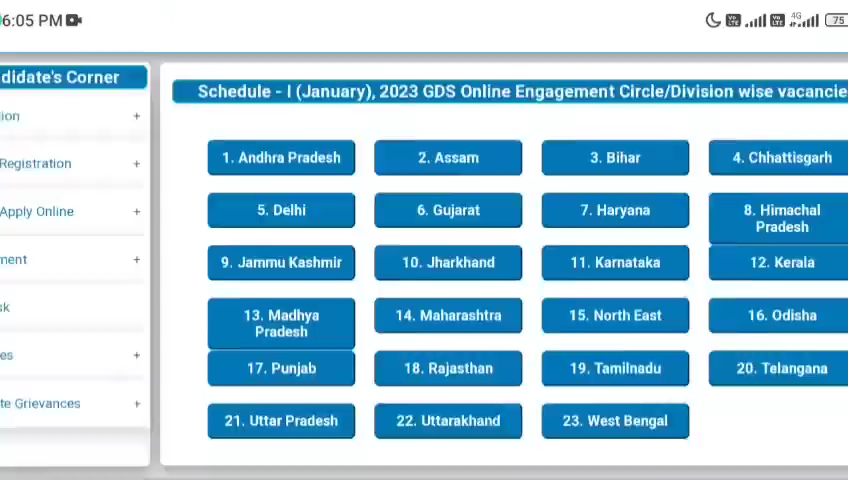 6:05 PM
4G
75
didate's Corner
ion +
Registration +
Apply Online +
ment +
sk
es +
te Grievances +
Schedule - I (January), 2023 GDS Online Engagement Circle/Division wise vacancie
1. Andhra Pradesh
2. Assam
3. Bihar
4. Chhattisgarh
5. Delhi
6. Gujarat
7. Haryana
8. Himachal
Pradesh
9. Jammu Kashmir
10. Jharkhand
11. Karnataka
12. Kerala
13. Madhya
Pradesh
14. Maharashtra
15. North East
16. Odisha
17. Punjab
18. Rajasthan
19. Tamilnadu
20. Telangana
21. Uttar Pradesh
22. Uttarakhand
23. West Bengal